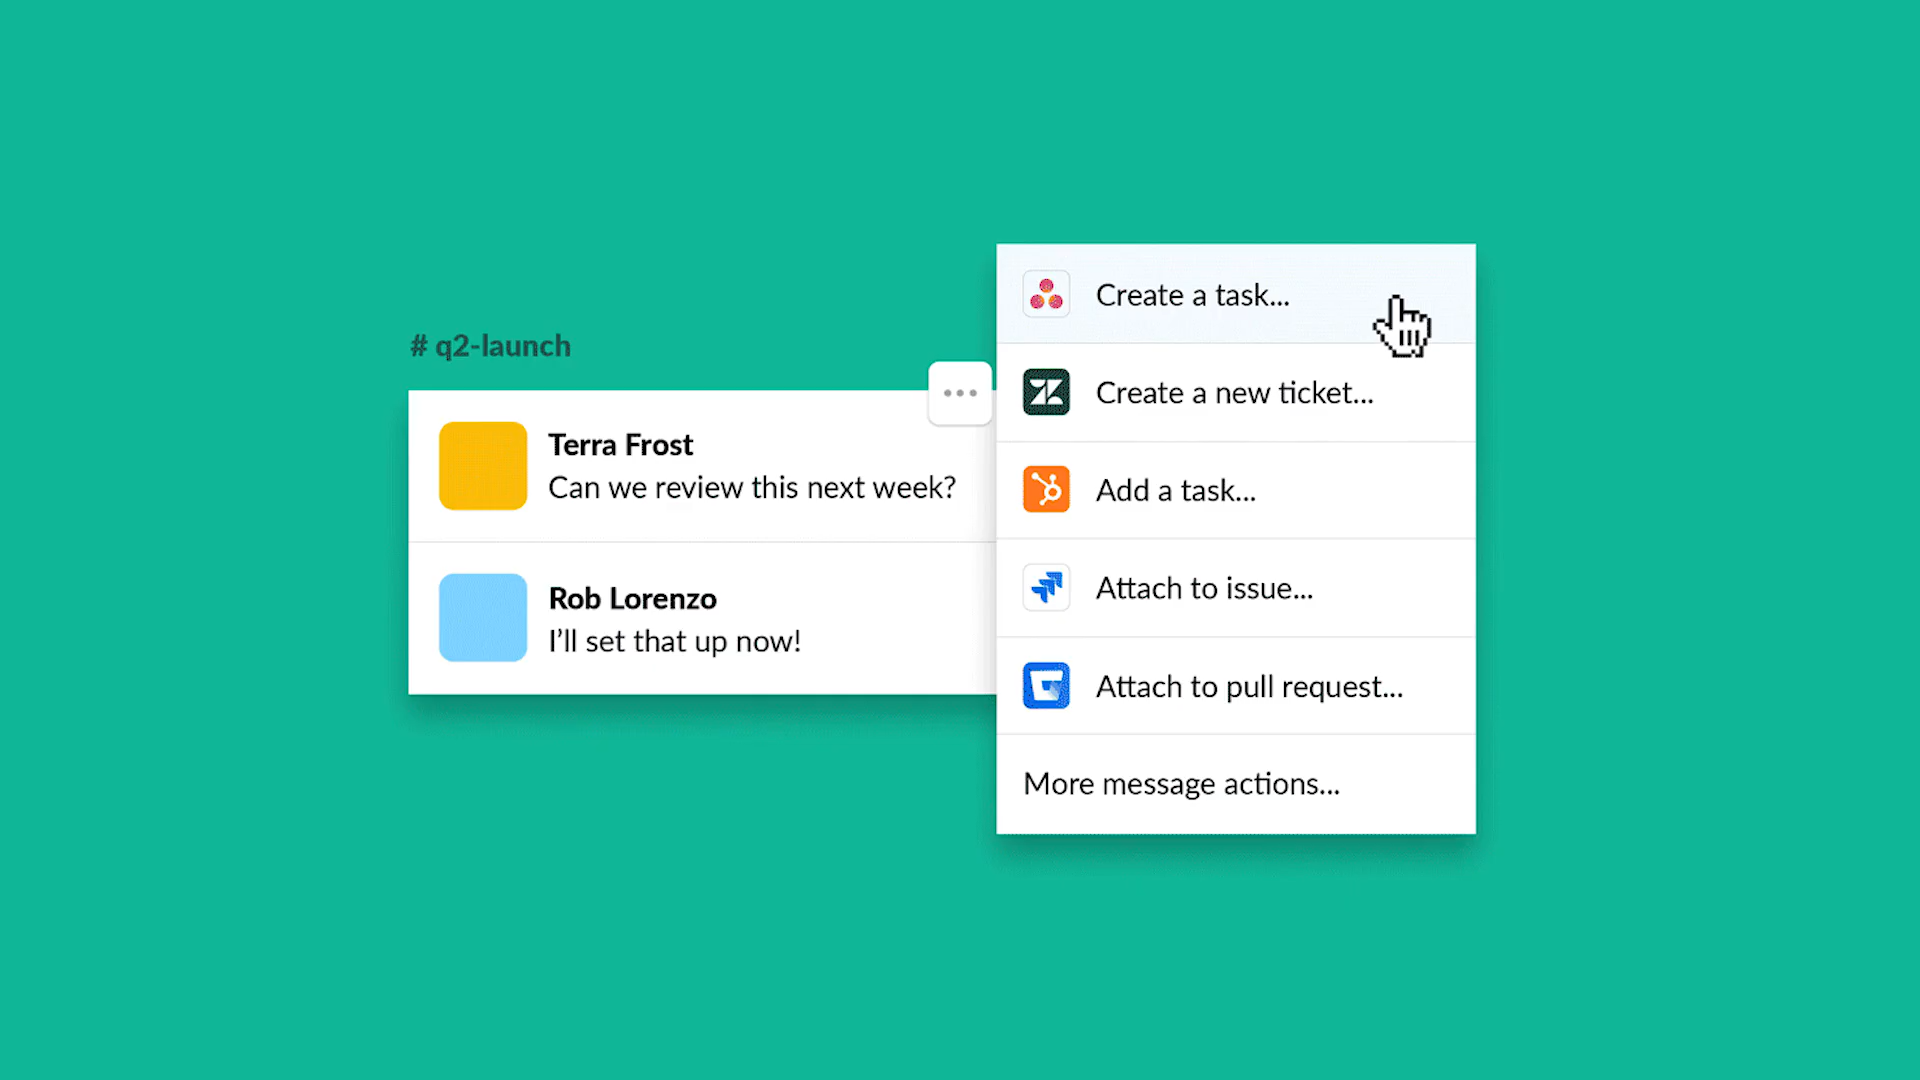 # q2-launch
Terra Frost
Can we review this next week?
Rob Lorenzo
I’ll set that up now!
Create a task...
Create a new ticket...
Add a task...
Attach to issue...
Attach to pull request...
More message actions...